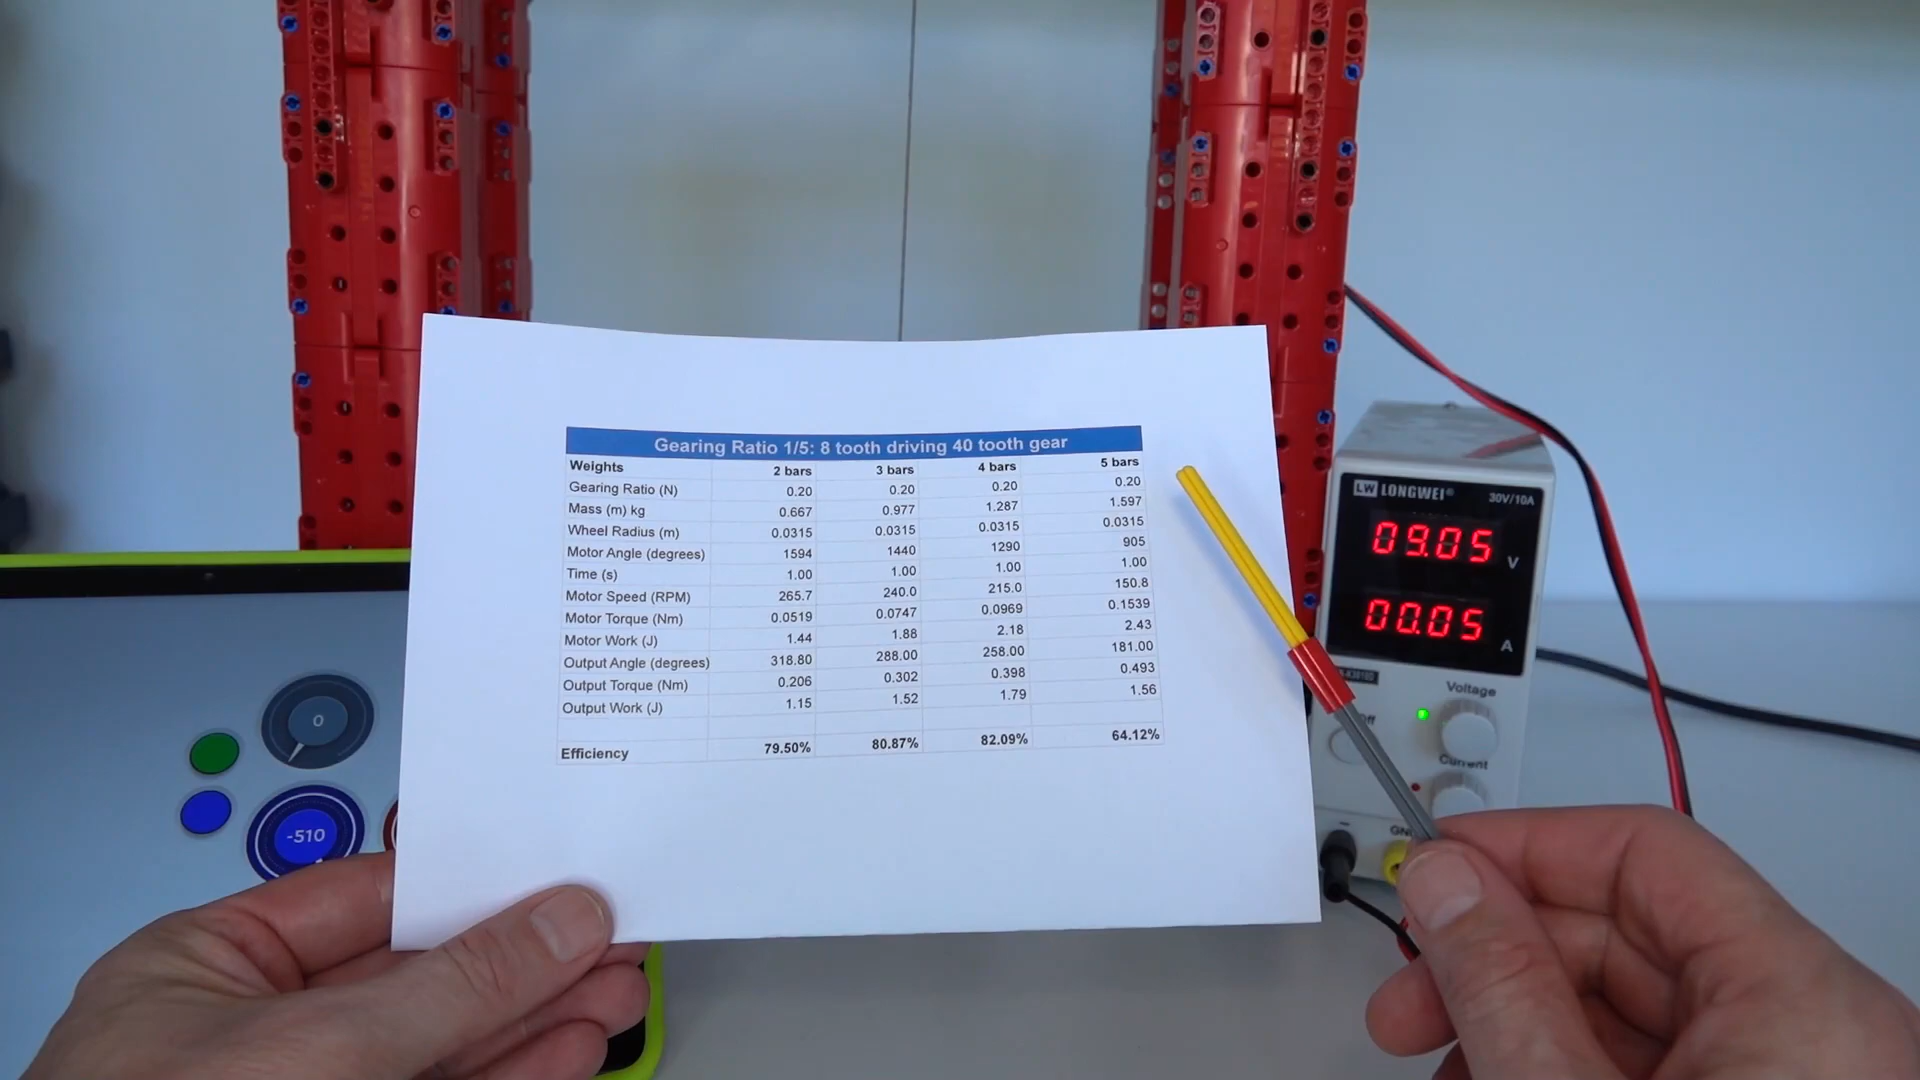 Gearing Ratio 1/5: 8 tooth driving 40 tooth gear
Weights 2 bars 3 bars 4 bars 5 bars
Gearing Ratio (N) 0.20 0.20 0.20 0.20
Mass (m) kg 0.667 0.977 1.287 1.597
Wheel Radius (m) 0.0315 0.0315 0.0315 0.0315
Motor Angle (degrees) 1594 1440 1290 905
Time (s) 1.00 1.00 1.00 1.00
Motor Speed (RPM) 265.7 240.0 215.0 150.8
Motor Torque (Nm) 0.0519 0.0747 0.0969 0.1539
Motor Work (J) 1.44 1.88 2.18 2.43
Output Angle (degrees) 318.80 288.00 258.00 181.00
Output Torque (Nm) 0.206 0.302 0.398 0.493
Output Work (J) 1.15 1.52 1.79 1.56
Efficiency 79.50% 80.87% 82.09% 64.12%
LW LONGWEI® 30V/10A
09.05 V
00.05 A
Voltage
Current
GND
0
-510